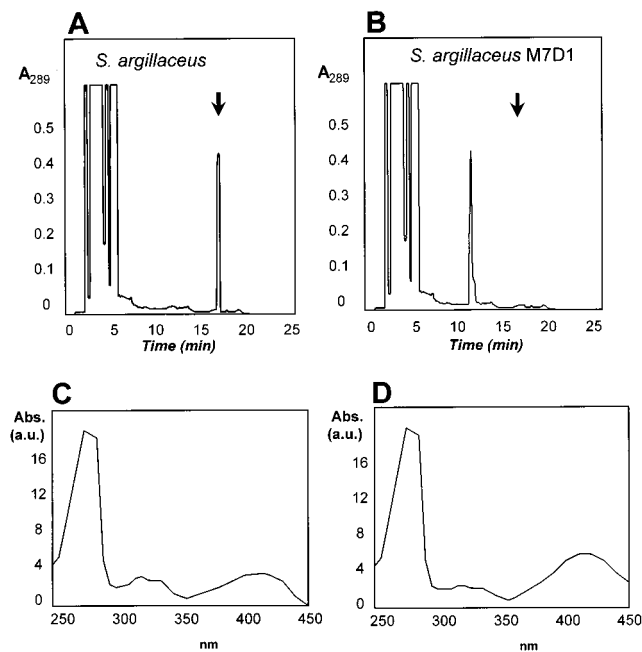 A
S. argillaceus
A289
0.5
0.4
0.3
0.2
0.1
0
0 5 10 15 20 25
Time (min)
B
S. argillaceus M7D1
A289
0.5
0.4
0.3
0.2
0.1
0
0 5 10 15 20 25
Time (min)
C
Abs.
(a.u.)
16
12
8
4
0
250 300 350 400 450
nm
D
Abs.
(a.u.)
16
12
8
4
0
250 300 350 400 450
nm